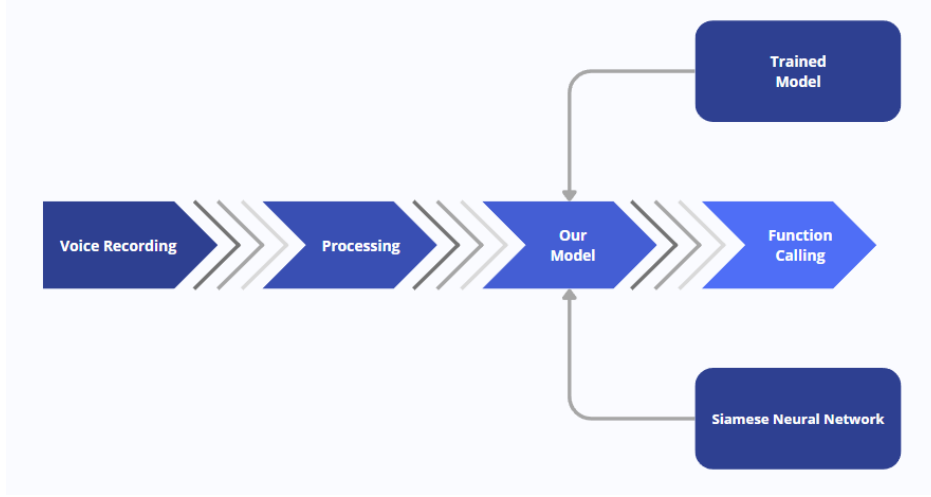 Trained
Model
Voice Recording
Processing
Our
Model
Function
Calling
Siamese Neural Network